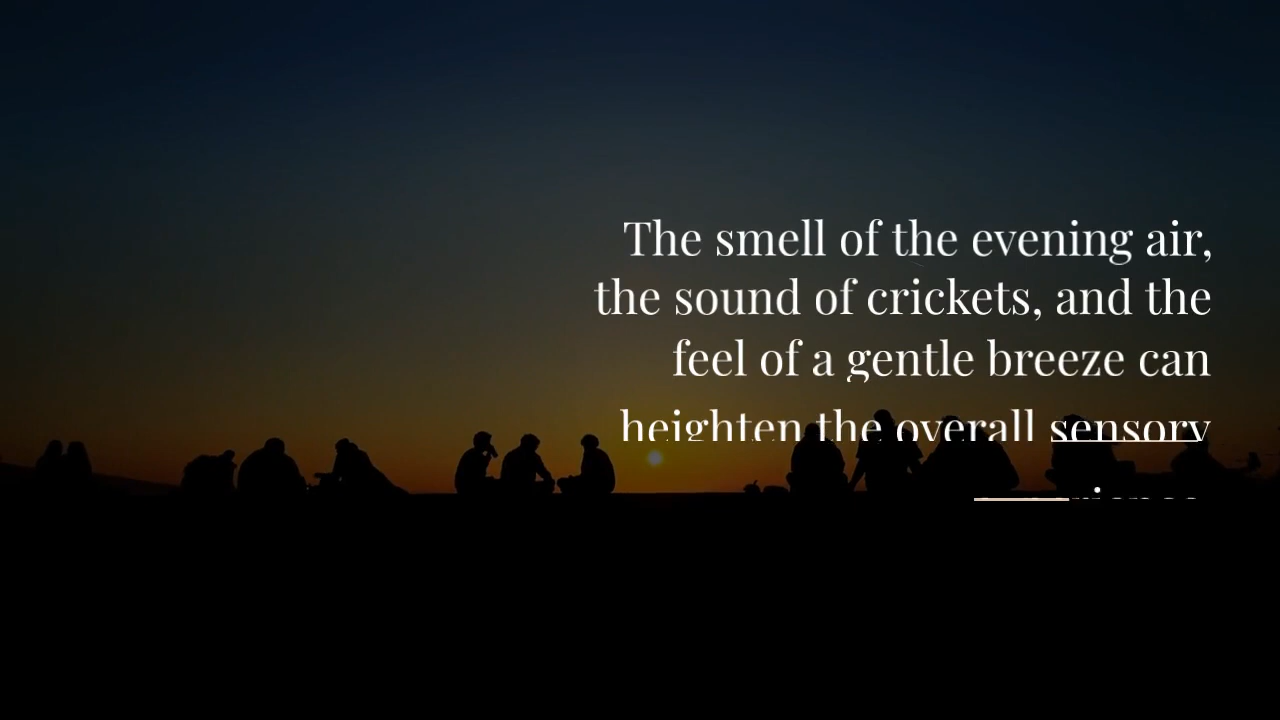 The smell of the evening air,
the sound of crickets, and the
feel of a gentle breeze can
heighten the overall sensory